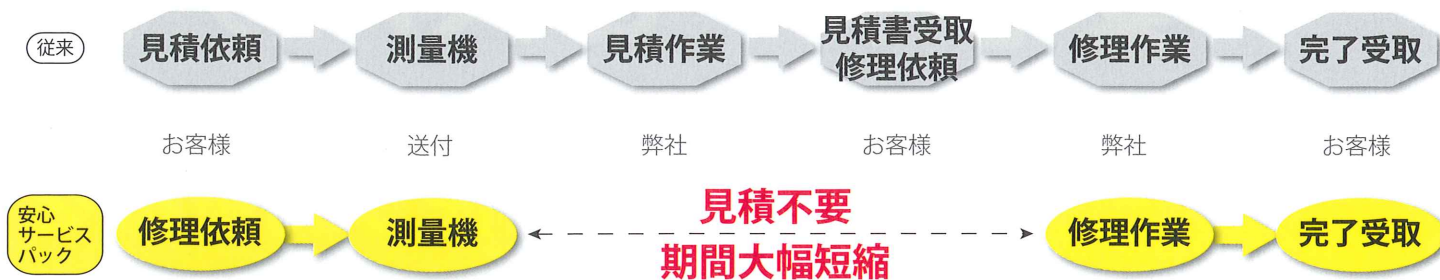 従来
見積依頼
測量機
見積作業
見積書受取
修理依頼
修理作業
完了受取
お客様
送付
弊社
お客様
弊社
お客様
安心
サービス
パック
修理依頼
測量機
見積不要
期間大幅短縮
修理作業
完了受取